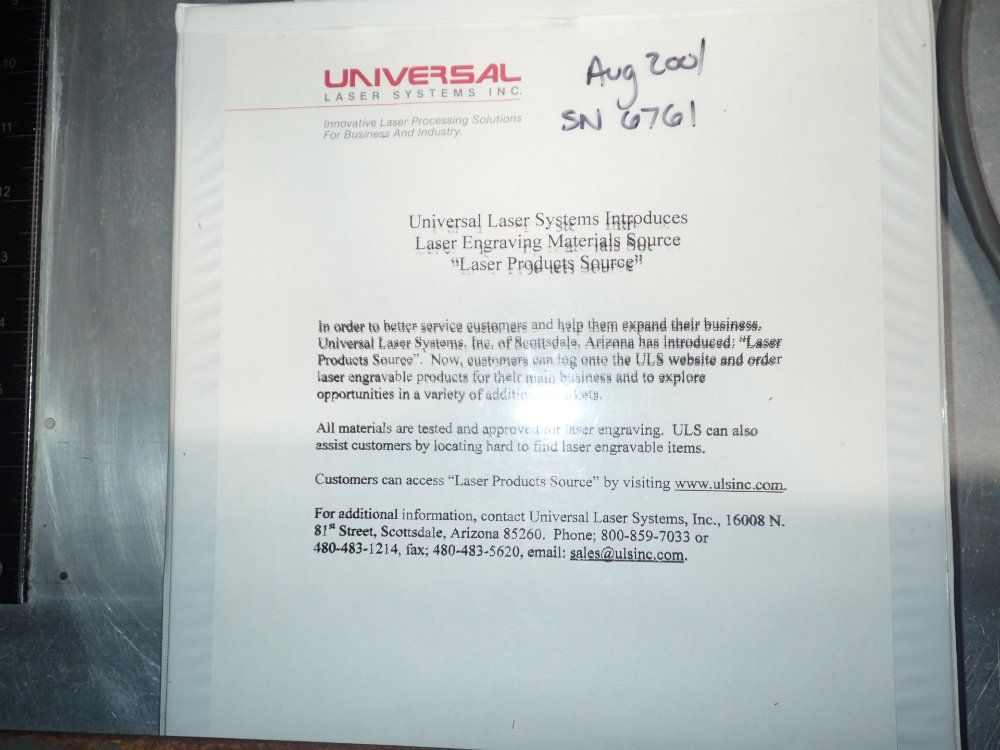 UNIVERSAL
LASER SYSTEMS INC.
Innovative Laser Processing Solutions
For Business And Industry.
Aug 2001
SN 6761
Universal Laser Systems Introduces
Laser Engraving Materials Source
"Laser Products Source"
In order to better service customers and help them expand their business,
Universal Laser Systems, Inc. of Scottsdale, Arizona has introduced: "Laser
Products Source". Now, customers can log onto the ULS website and order
laser engravable products for their main business and to explore
opportunities in a variety of
All materials are tested and approved for laser engraving. ULS can also
assist customers by locating hard to find laser engravable items.
Customers can access "Laser Products Source" by visiting www.ulsinc.com.
For additional information, contact Universal Laser Systems, Inc., 16008 N.
81st Street, Scottsdale, Arizona 85260. Phone; 800-859-7033 or
480-483-1214, fax; 480-483-5620, email: sales@ulsinc.com.
10
11
12